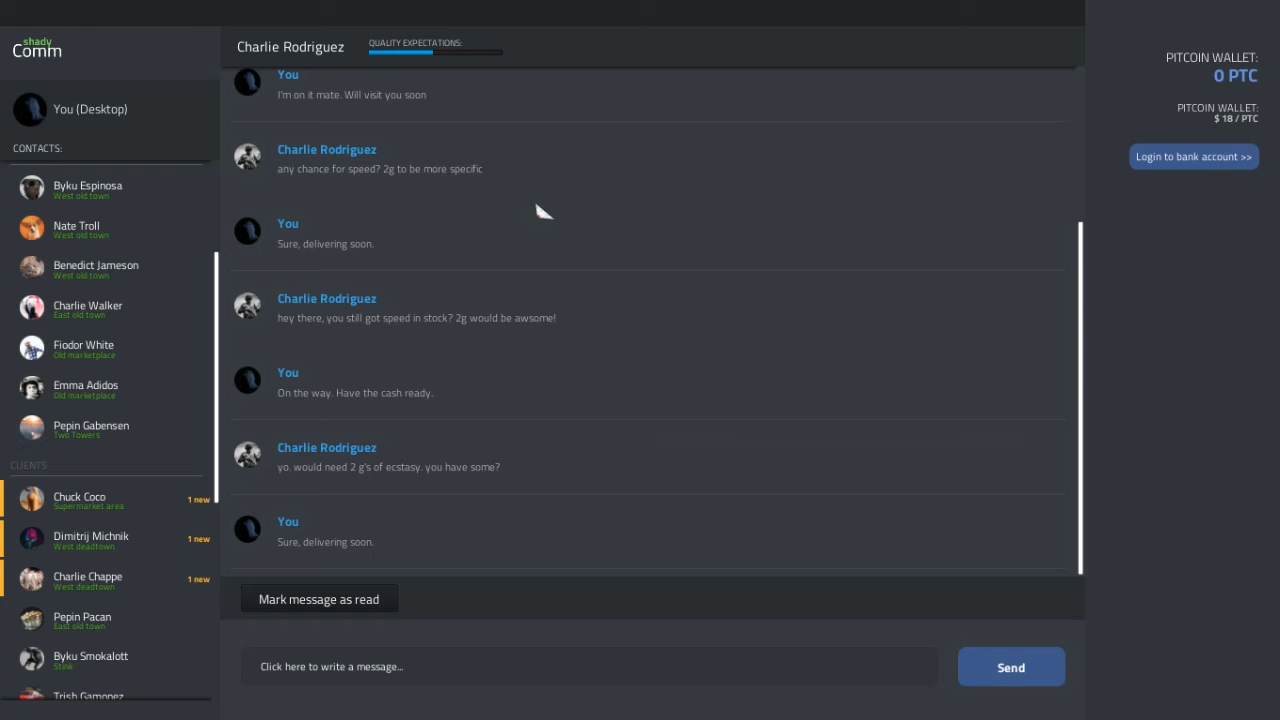 shady
Comm
You (Desktop)
CONTACTS:
Byku Espinosa
West old town
Nate Troll
West old town
Benedict Jameson
West old town
Charlie Walker
East old town
Fiodor White
Old marketplace
Emma Adidos
Old marketplace
Pepin Gabensen
Two Towers
CLIENTS
Chuck Coco
Supermarket area
1 new
Dimitrij Michnik
West deadtown
1 new
Charlie Chappe
West deadtown
1 new
Pepin Pacan
East old town
Byku Smokalott
Stink
Trish Gamonez
Charlie Rodriguez
QUALITY EXPECTATIONS:
You
I'm on it mate. Will visit you soon
Charlie Rodriguez
any chance for speed? 2g to be more specific
You
Sure, delivering soon.
Charlie Rodriguez
hey there, you still got speed in stock? 2g would be awsome!
You
On the way. Have the cash ready.
Charlie Rodriguez
yo. would need 2 g's of ecstasy. you have some?
You
Sure, delivering soon.
Mark message as read
Click here to write a message...
Send
PITCOIN WALLET:
0 PTC
PITCOIN WALLET:
$ 18 / PTC
Login to bank account >>